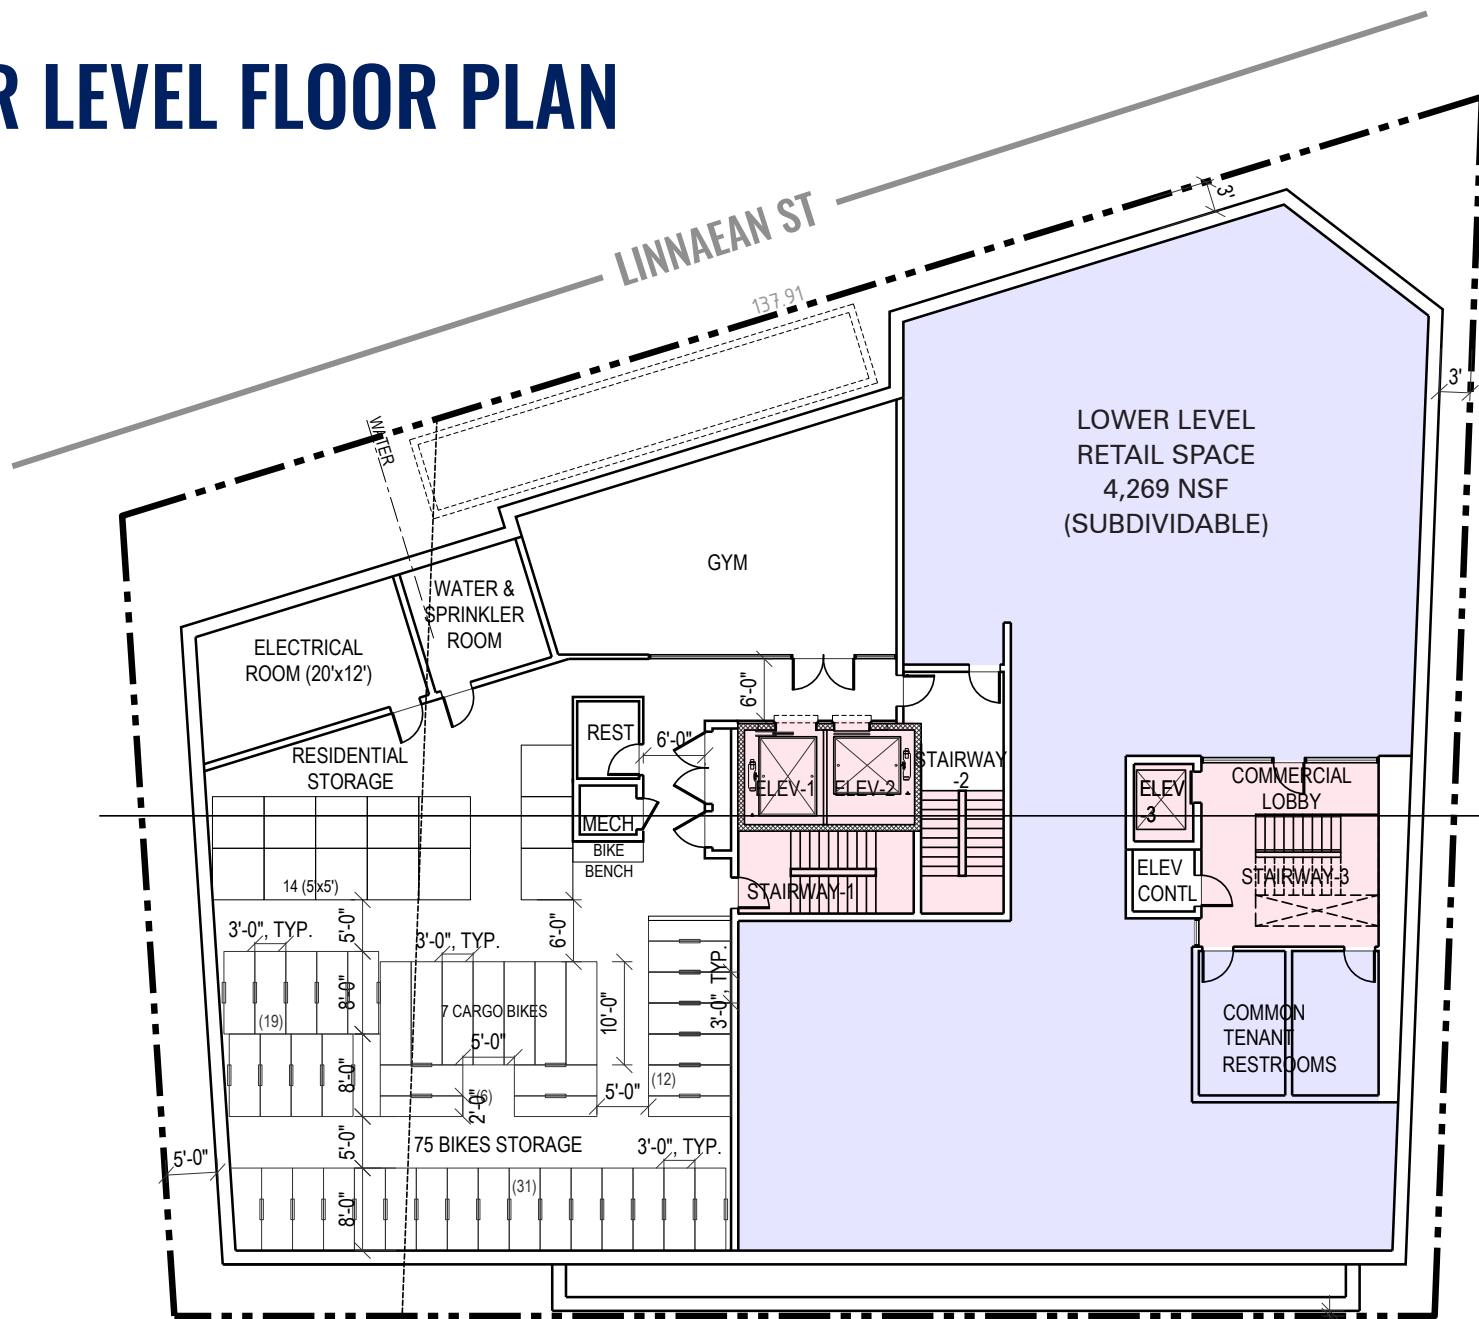 R LEVEL FLOOR PLAN
LINNAEAN ST
3'
137.91
3'
WATER
LOWER LEVEL
RETAIL SPACE
4,269 NSF
(SUBDIVIDABLE)
GYM
WATER &
SPRINKLER
ROOM
ELECTRICAL
ROOM (20'x12')
6'-0"
REST
6'-0"
RESIDENTIAL
STORAGE
ELEV-1
ELEV-2
STAIRWAY
-2
COMMERCIAL
LOBBY
ELEV
-3
MECH
BIKE
BENCH
14 (5'x5')
STAIRWAY-1
ELEV
CONTL
STAIRWAY-3
3'-0", TYP.
5'-0"
3'-0", TYP.
6'-0"
3'-0", TYP.
8'-0"
(19)
7 CARGO BIKES
10'-0"
COMMON
TENANT
RESTROOMS
5'-0"
8'-0"
(6)
2'-0"
(12)
5'-0"
5'-0"
75 BIKES STORAGE
3'-0", TYP.
5'-0"
(31)
8'-0"